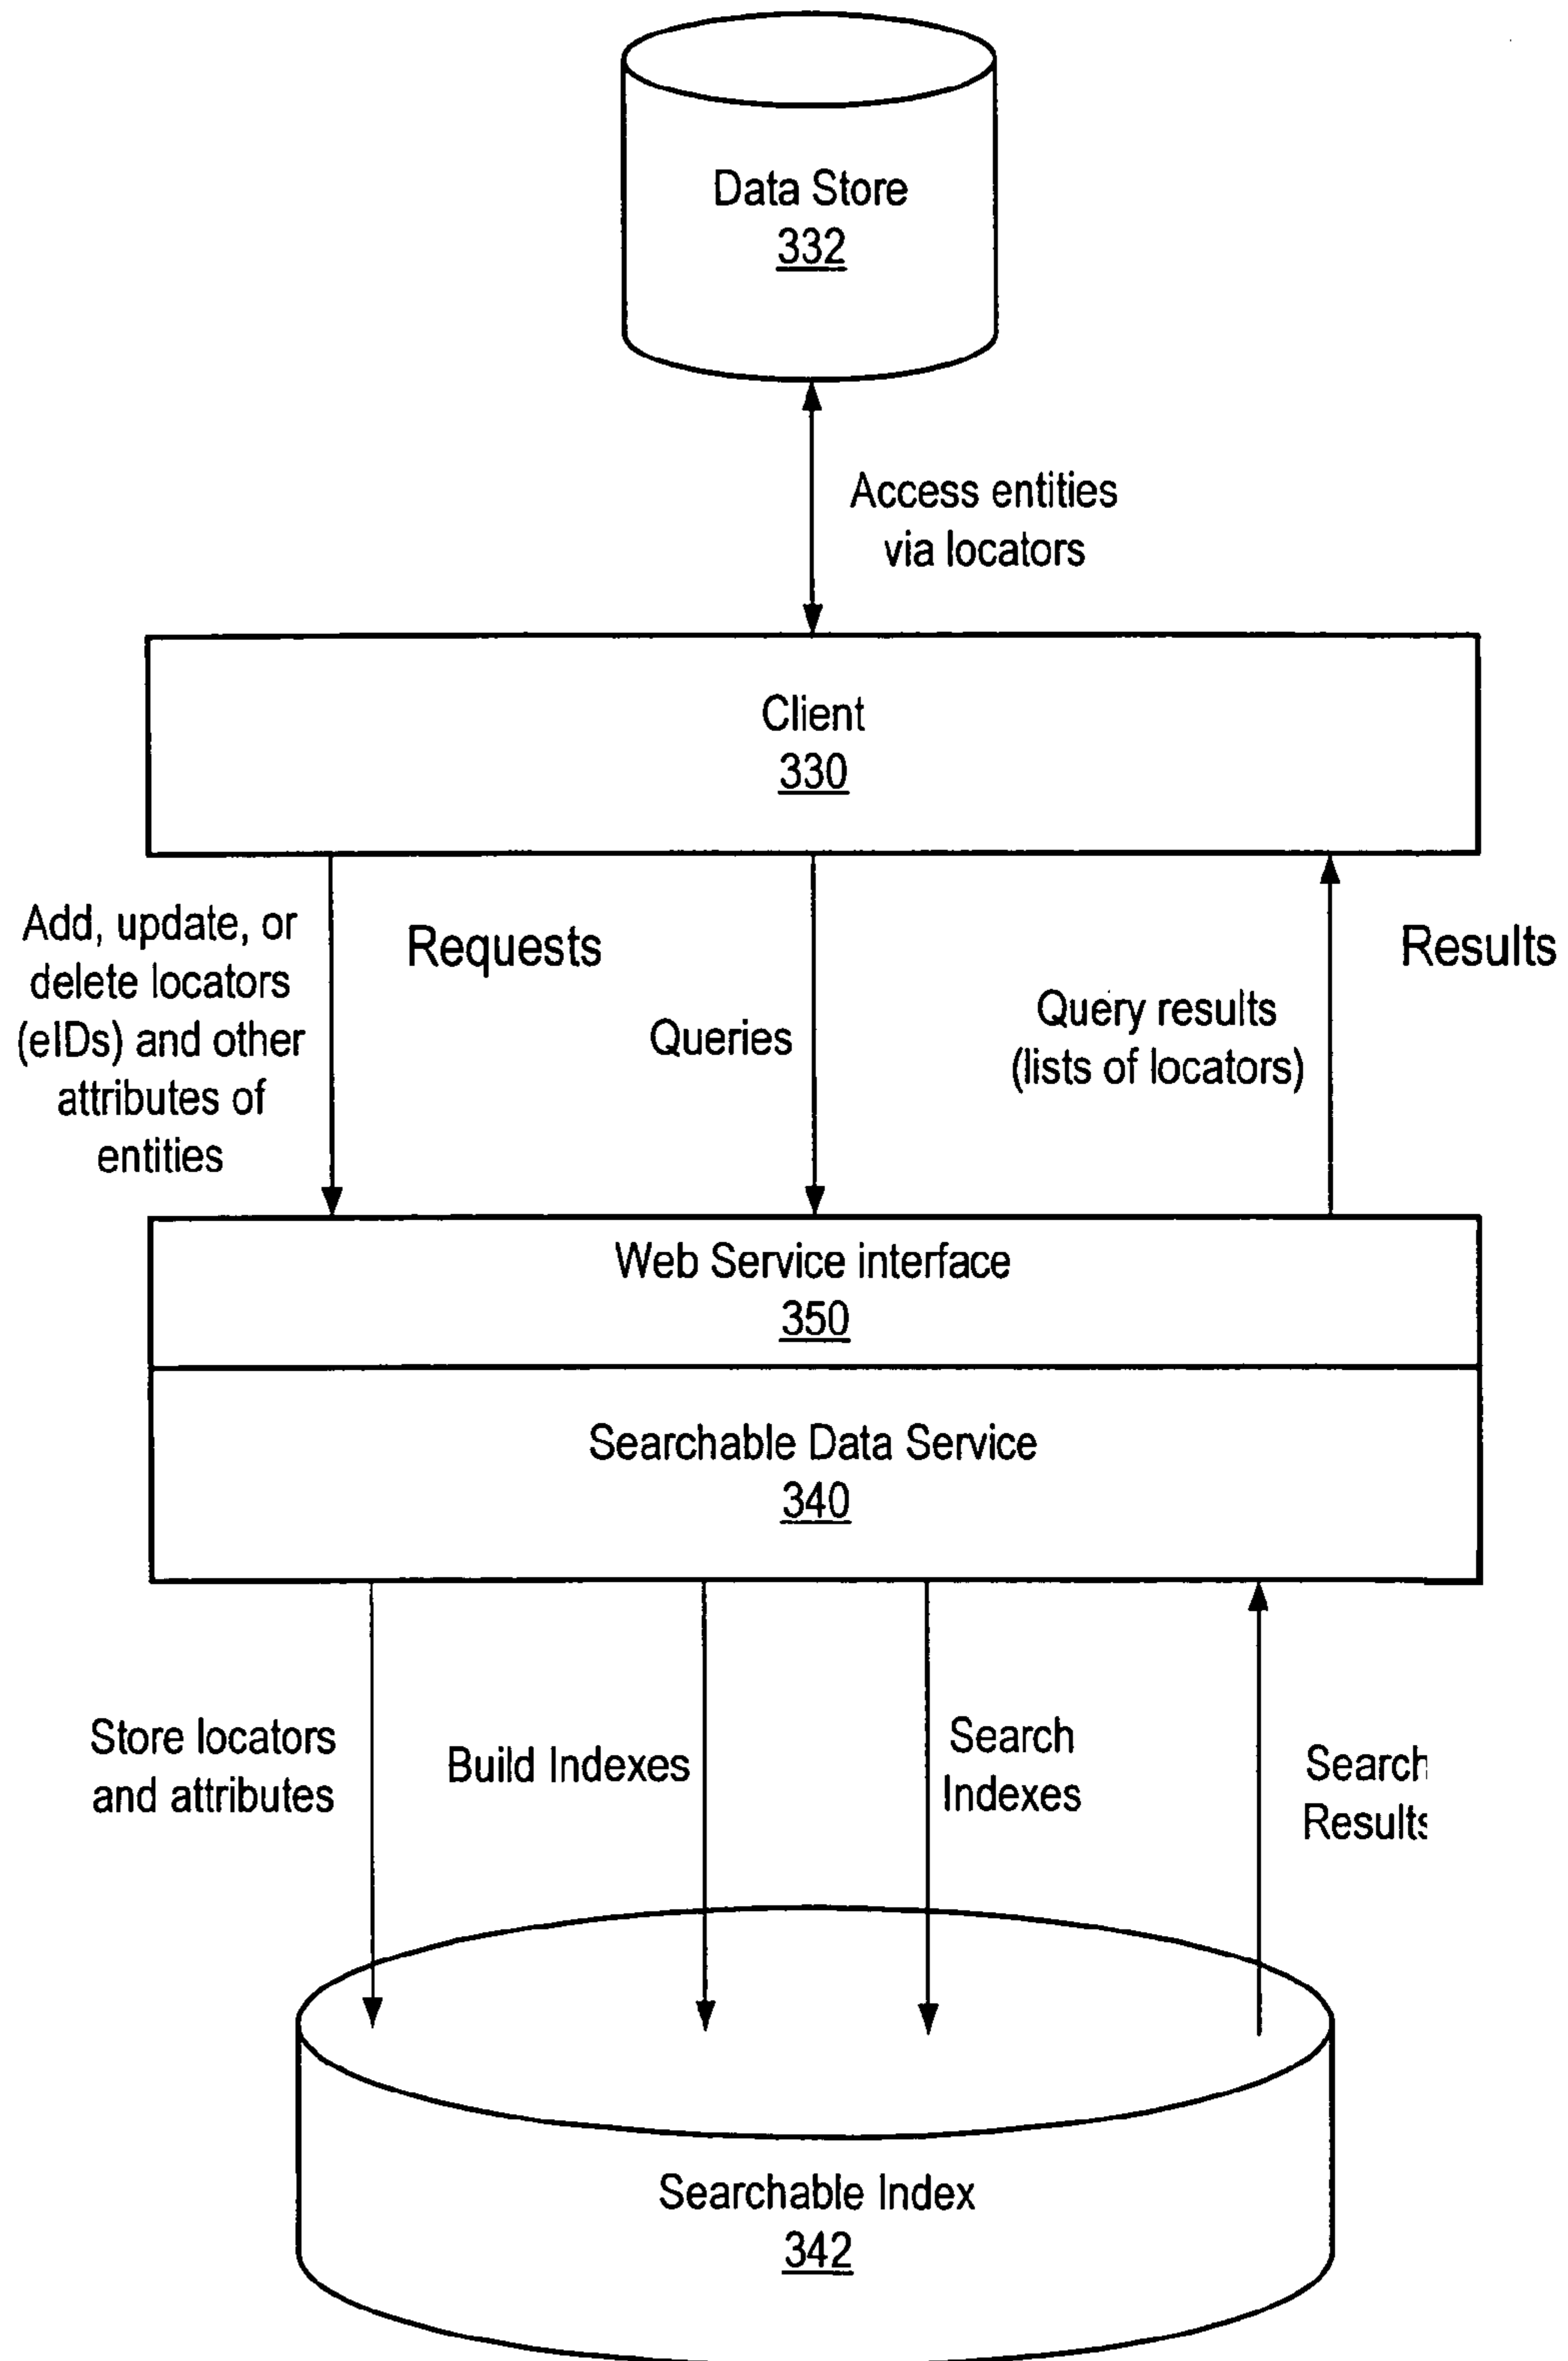 Data Store
332
Access entities
via locators
Client
330
Add, update, or
delete locators
(eIDs) and other
attributes of
entities
Requests
Queries
Query results
(lists of locators)
Results
Web Service interface
350
Searchable Data Service
340
Store locators
and attributes
Build Indexes
Search
Indexes
Search
Results
Searchable Index
342